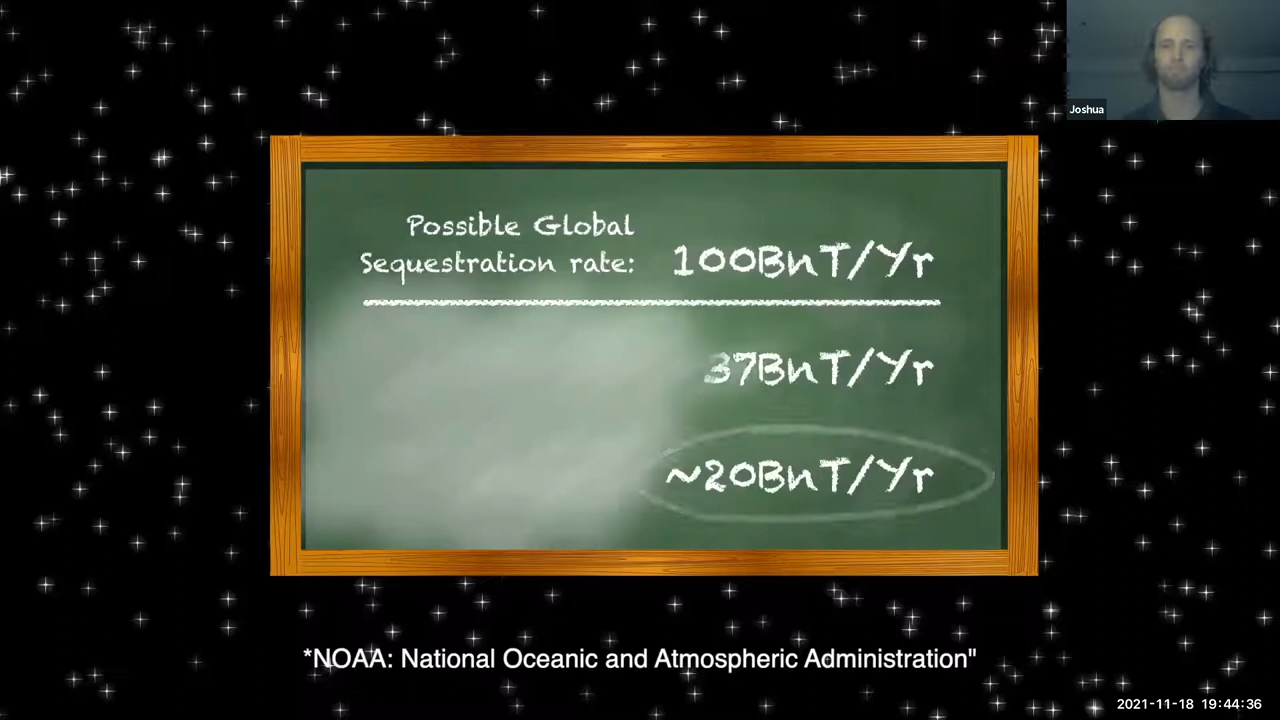 Joshua
Possible Global
Sequestration rate: 100BnT/Yr
37BnT/Yr
~20BnT/Yr
*NOAA: National Oceanic and Atmospheric Administration"
2021-11-18 19:44:36